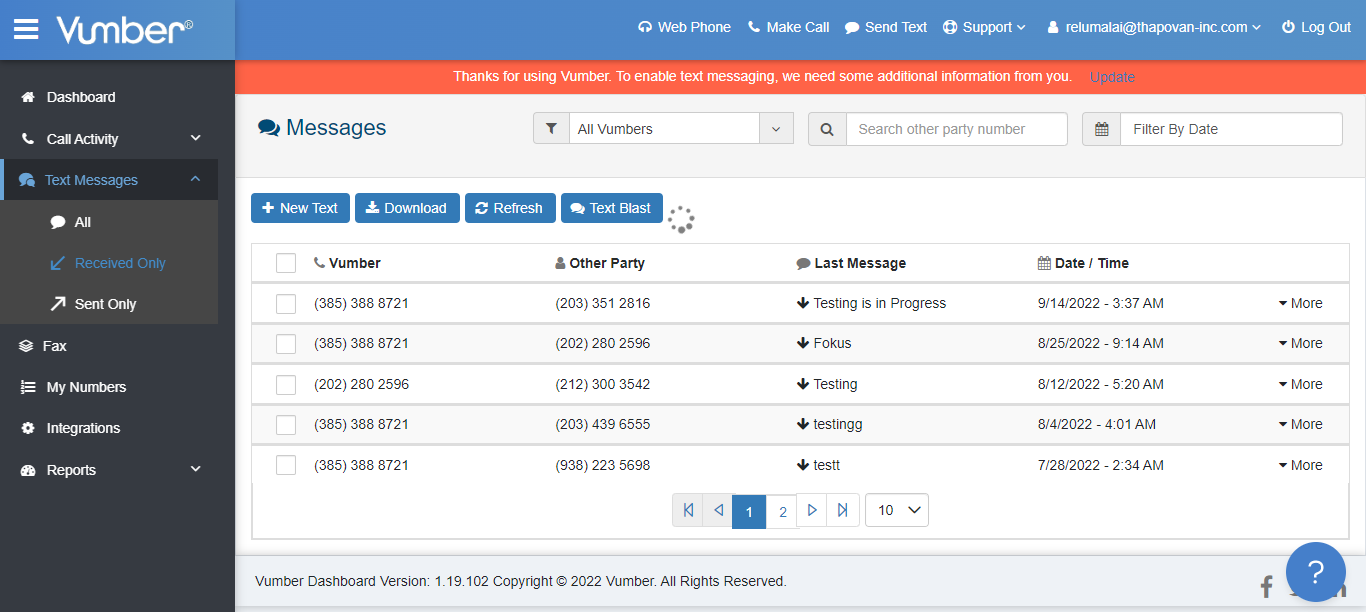 Vumber®
Web Phone Make Call Send Text Support relumalai@thapovan-inc.com Log Out
Thanks for using Vumber. To enable text messaging, we need some additional information from you. Update
Dashboard
Call Activity
Text Messages
All
Received Only
Sent Only
Fax
My Numbers
Integrations
Reports
Messages
All Vumbers
Search other party number
Filter By Date
New Text Download Refresh Text Blast
Vumber Other Party Last Message Date / Time
(385) 388 8721 (203) 351 2816 Testing is in Progress 9/14/2022 - 3:37 AM More
(385) 388 8721 (202) 280 2596 Fokus 8/25/2022 - 9:14 AM More
(202) 280 2596 (212) 300 3542 Testing 8/12/2022 - 5:20 AM More
(385) 388 8721 (203) 439 6555 testingg 8/4/2022 - 4:01 AM More
(385) 388 8721 (938) 223 5698 testt 7/28/2022 - 2:34 AM More
1 2 10
Vumber Dashboard Version: 1.19.102 Copyright © 2022 Vumber. All Rights Reserved.
?